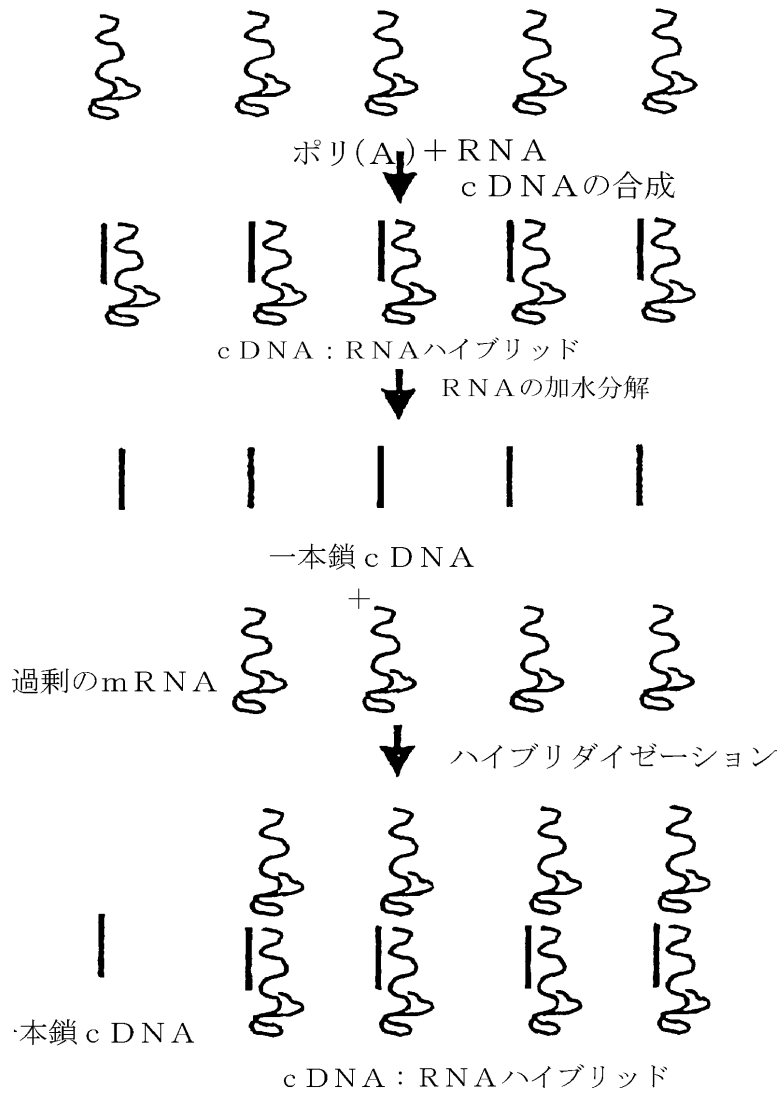 ポリ(A)+RNA
cDNAの合成
cDNA:RNAハイブリッド
RNAの加水分解
一本鎖cDNA
+
過剰のmRNA
ハイブリダイゼーション
一本鎖cDNA
cDNA:RNAハイブリッド